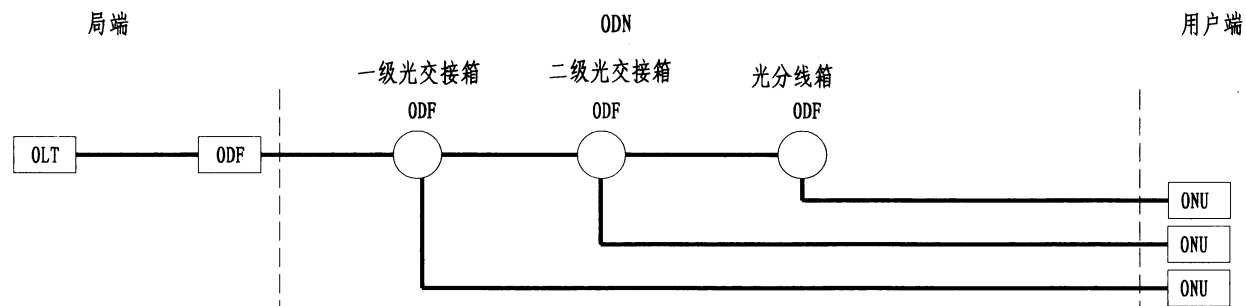 局端 ODN 用户端
一级光交接箱 二级光交接箱 光分线箱
ODF ODF ODF
OLT ODF
ONU
ONU
ONU